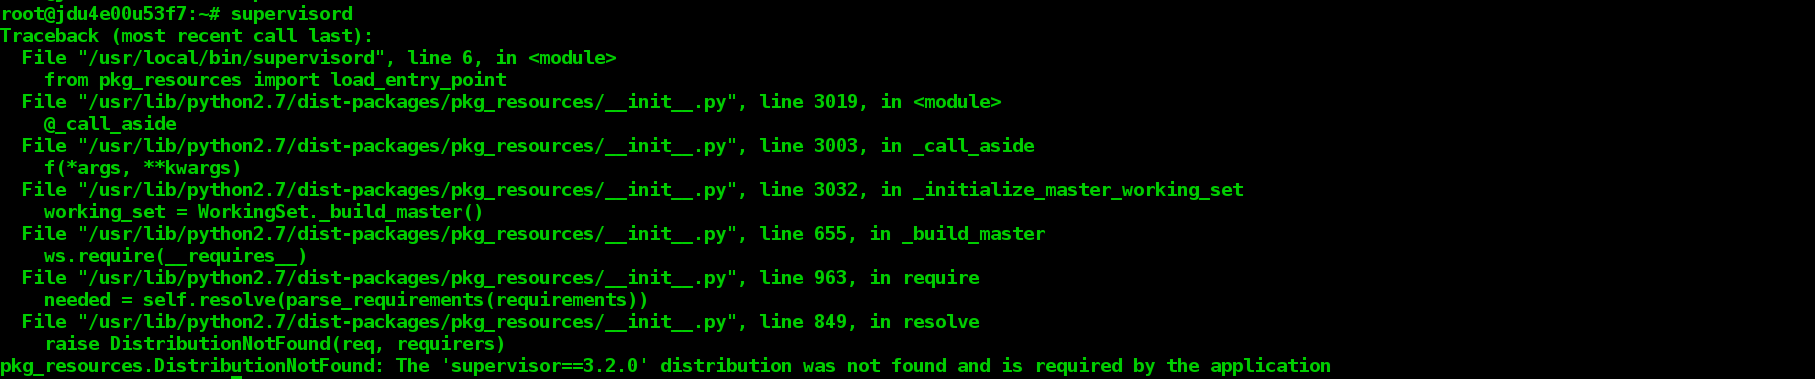 root@jdu4e00u53f7:~# supervisord
Traceback (most recent call last):
  File "/usr/local/bin/supervisord", line 6, in <module>
    from pkg_resources import load_entry_point
  File "/usr/lib/python2.7/dist-packages/pkg_resources/__init__.py", line 3019, in <module>
    @_call_aside
  File "/usr/lib/python2.7/dist-packages/pkg_resources/__init__.py", line 3003, in _call_aside
    f(*args, **kwargs)
  File "/usr/lib/python2.7/dist-packages/pkg_resources/__init__.py", line 3032, in _initialize_master_working_set
    working_set = WorkingSet._build_master()
  File "/usr/lib/python2.7/dist-packages/pkg_resources/__init__.py", line 655, in _build_master
    ws.require(__requires__)
  File "/usr/lib/python2.7/dist-packages/pkg_resources/__init__.py", line 963, in require
    needed = self.resolve(parse_requirements(requirements))
  File "/usr/lib/python2.7/dist-packages/pkg_resources/__init__.py", line 849, in resolve
    raise DistributionNotFound(req, requirers)
pkg_resources.DistributionNotFound: The 'supervisor==3.2.0' distribution was not found and is required by the application